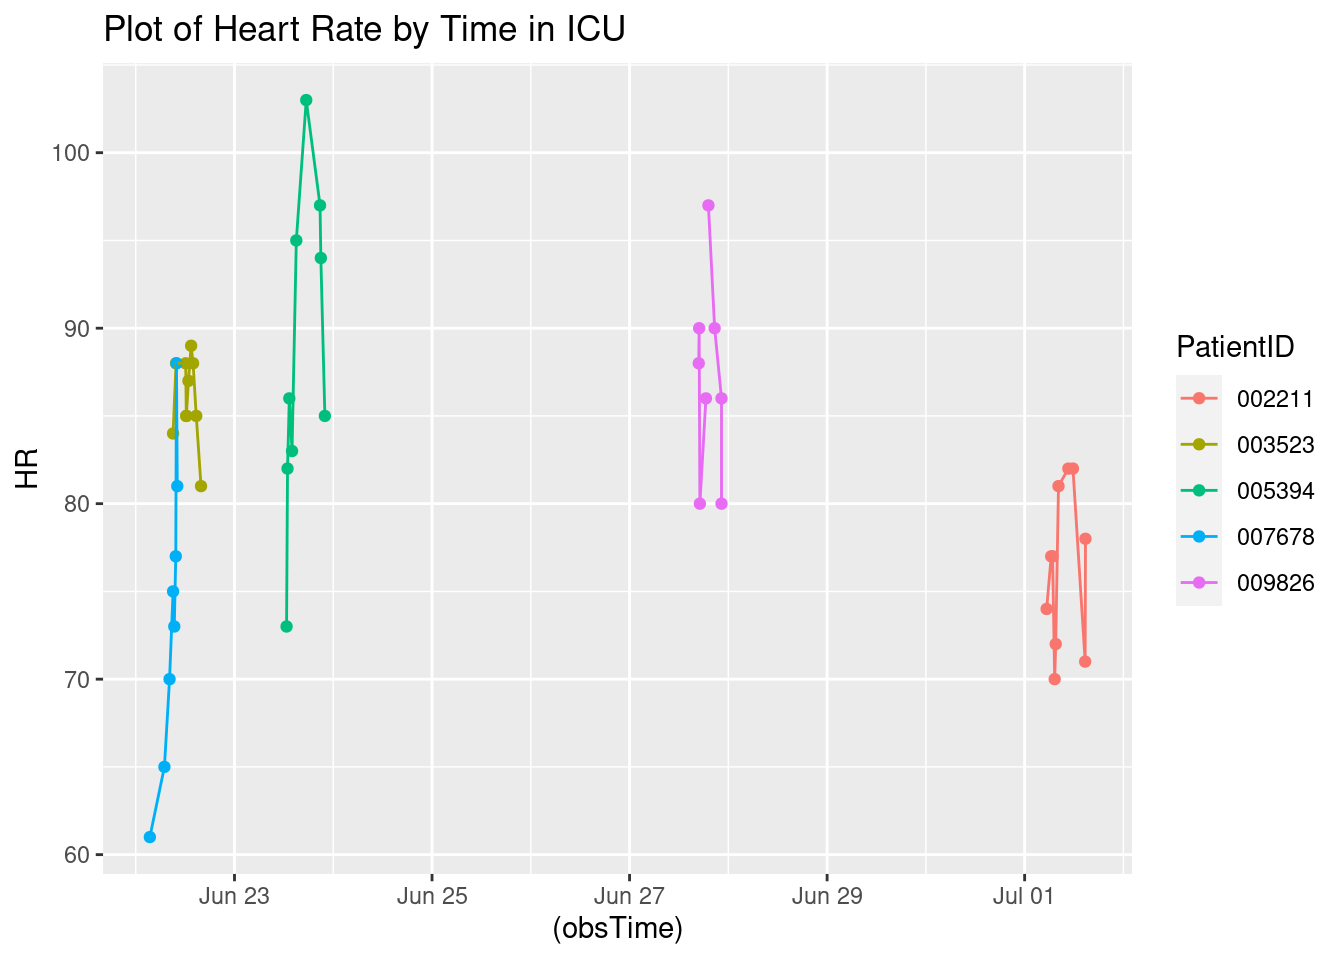 Plot of Heart Rate by Time in ICU
HR
100
90
80
70
60
Jun 23
Jun 25
Jun 27
Jun 29
Jul 01
(obsTime)
PatientID
002211
003523
005394
007678
009826